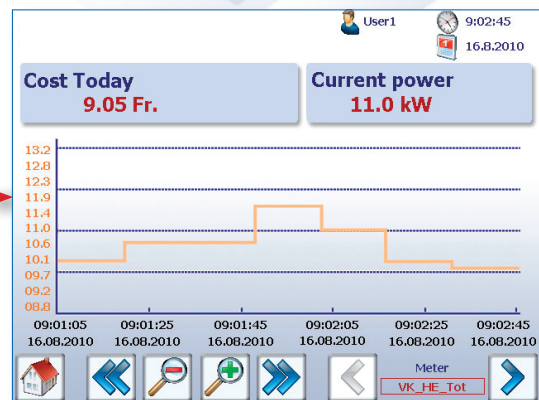 User1
9:02:45
1
16.8.2010
Cost Today
9.05 Fr.
Current power
11.0 kW
13.2
12.8
12.3
11.9
11.4
11.0
10.6
10.1
9.7
9.2
08.8
09:01:05 09:01:25 09:01:45 09:02:05 09:02:25 09:02:45
16.08.2010 16.08.2010 16.08.2010 16.08.2010 16.08.2010 16.08.2010
Meter
VK_HE_Tot